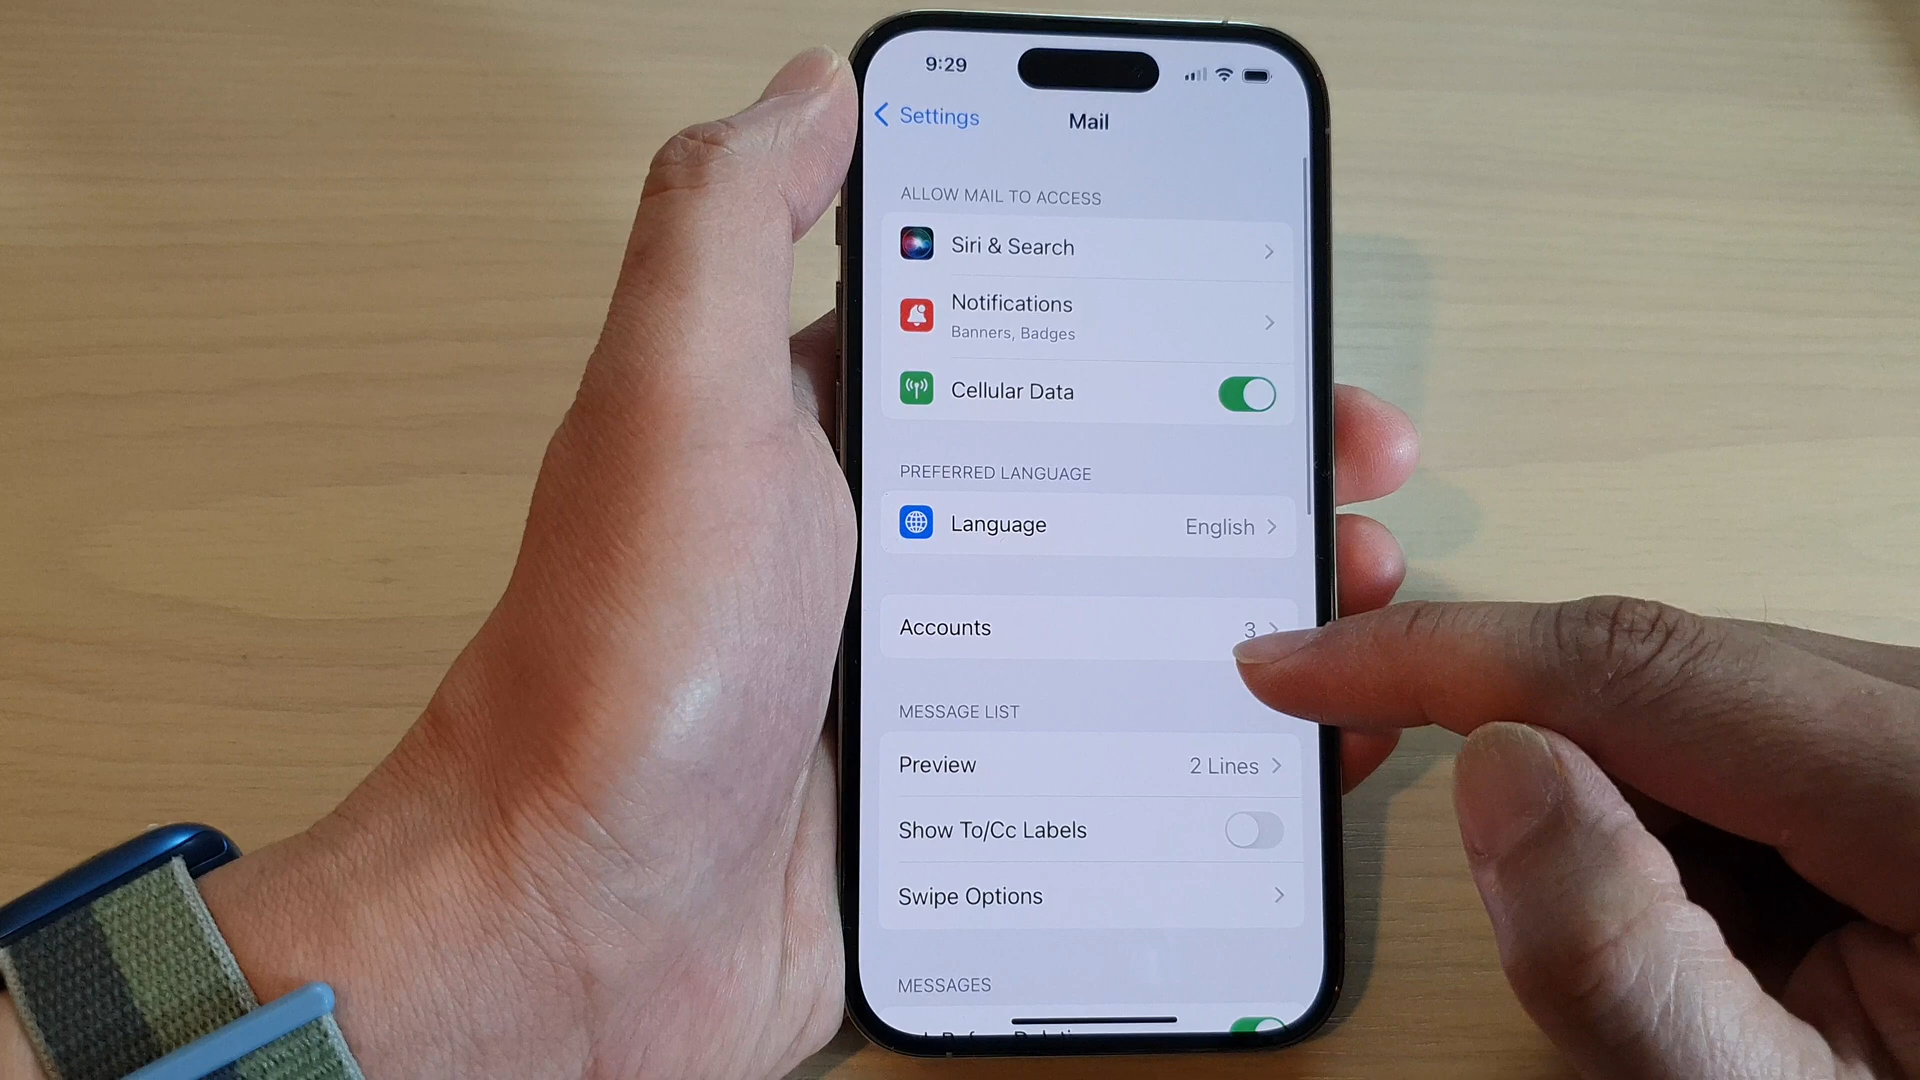 9:29
Settings
Mail
ALLOW MAIL TO ACCESS
Siri & Search
Notifications
Banners, Badges
Cellular Data
PREFERRED LANGUAGE
Language English
Accounts 3
MESSAGE LIST
Preview 2 Lines
Show To/Cc Labels
Swipe Options
MESSAGES